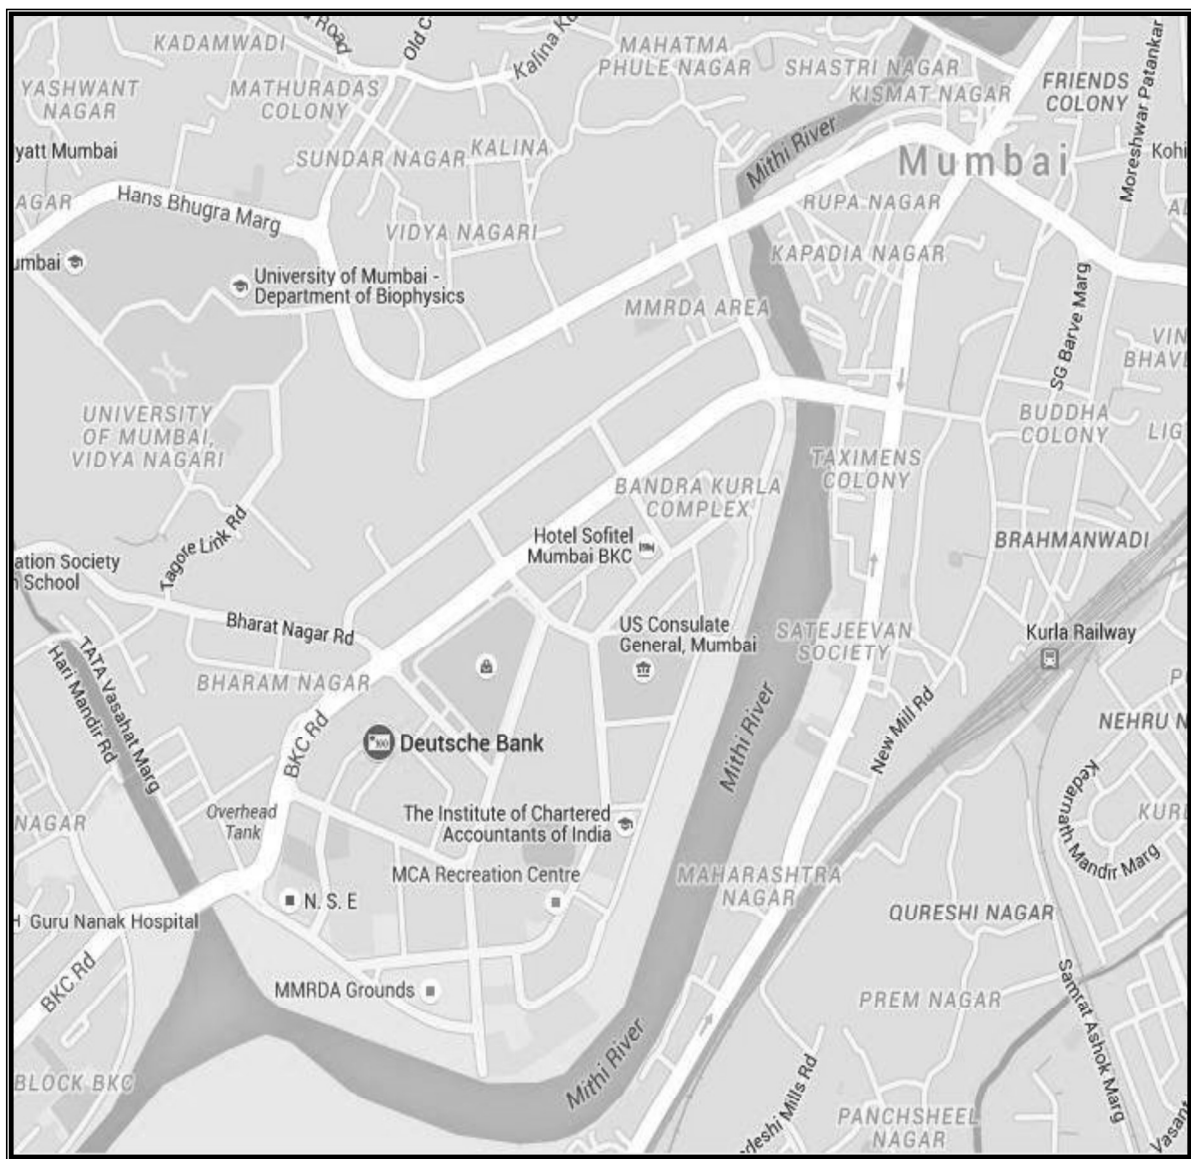 Road
Old C
Kalina Ku
KADAMWADI
MAHATMA
PHULE NAGAR
SHASTRI NAGAR
KISMAT NAGAR
FRIENDS
COLONY
Moreshwar Patankar
YASHWANT
NAGAR
MATHURADAS
COLONY
yatt Mumbai
SUNDAR NAGAR
KALINA
Mithi River
Mumbai
Kohi
AGAR
Hans Bhugra Marg
VIDYA NAGARI
RUPA NAGAR
AL
KAPADIA NAGAR
umbai
University of Mumbai -
Department of Biophysics
MMRDA AREA
SG Barve Marg
VIN
BHAVE
UNIVERSITY
OF MUMBAI,
VIDYA NAGARI
BUDDHA
COLONY
LIG
TAXIMENS
COLONY
BANDRA KURLA
COMPLEX
Kagore Link Rd
Hotel Sofitel
Mumbai BKC
BRAHMANWADI
ation Society
n School
Bharat Nagar Rd
US Consulate
General, Mumbai
SATEJEEVAN
SOCIETY
Kurla Railway
TATA Vasahat Marg
Hari Mandir Rd
BHARAM NAGAR
Mithi River
New Mill Rd
NEHRU N
BKC Rd
Deutsche Bank
Kedarnath Mandir Marg
Overhead
Tank
The Institute of Chartered
Accountants of India
NAGAR
KURL
MCA Recreation Centre
MAHARASHTRA
NAGAR
N. S. E
H Guru Nanak Hospital
QURESHI NAGAR
BKC Rd
MMRDA Grounds
PREM NAGAR
Samrat Ashok Marg
Mithi River
BLOCK BKC
adeshi Mills Rd
PANCHSHEEL
NAGAR
Vasant